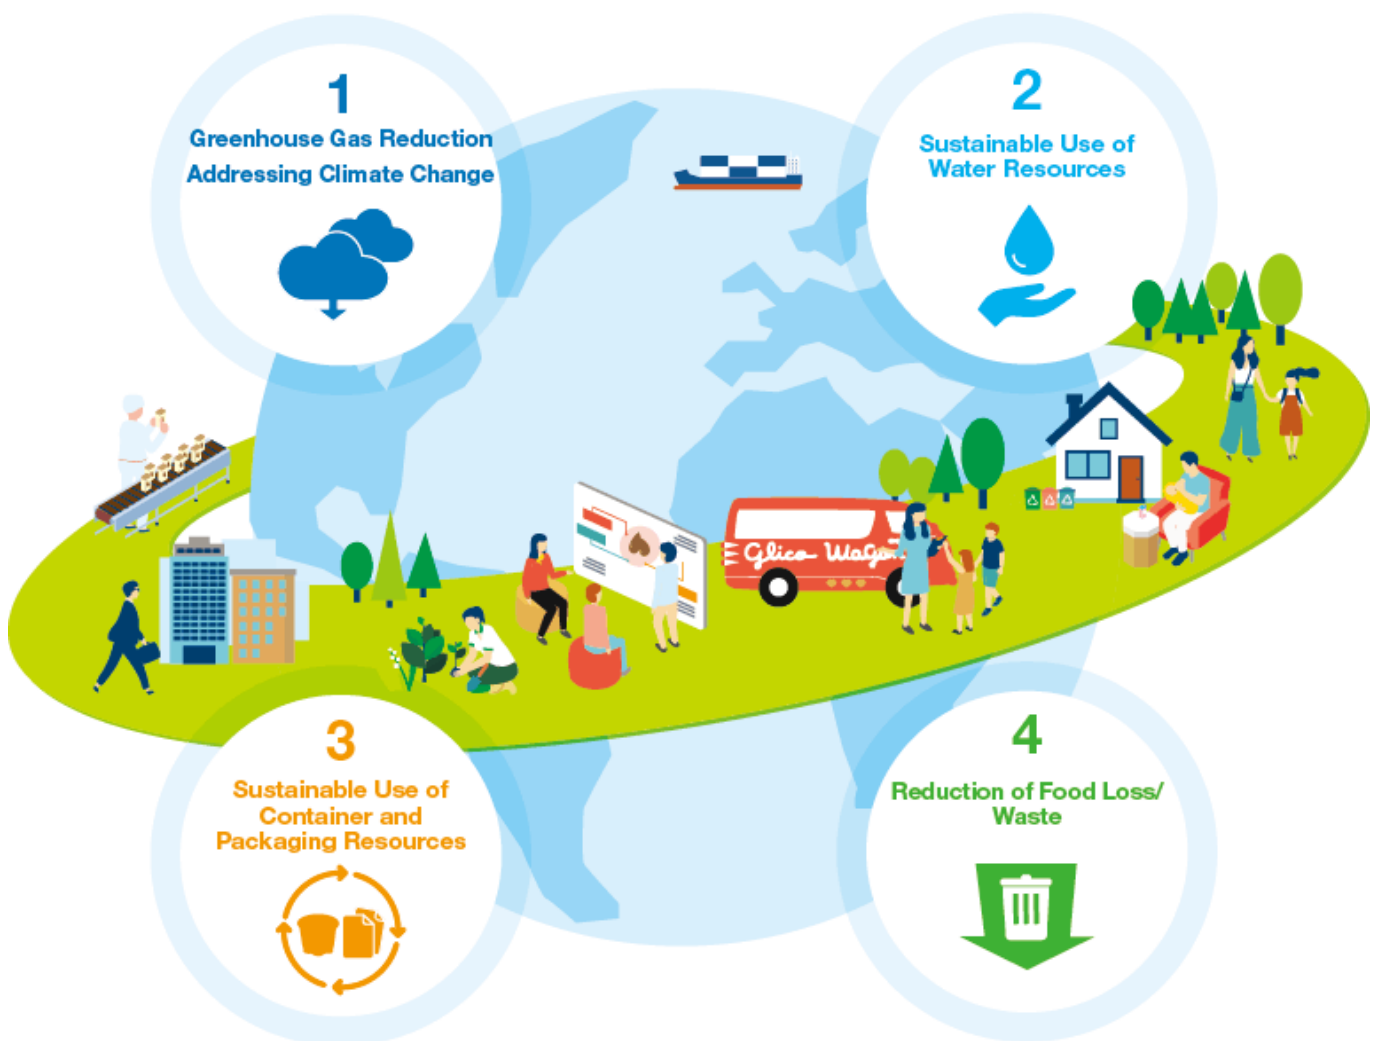 1
Greenhouse Gas Reduction
Addressing Climate Change
2
Sustainable Use of
Water Resources
Glico
3
Sustainable Use of
Container and
Packaging Resources
4
Reduction of Food Loss/
Waste